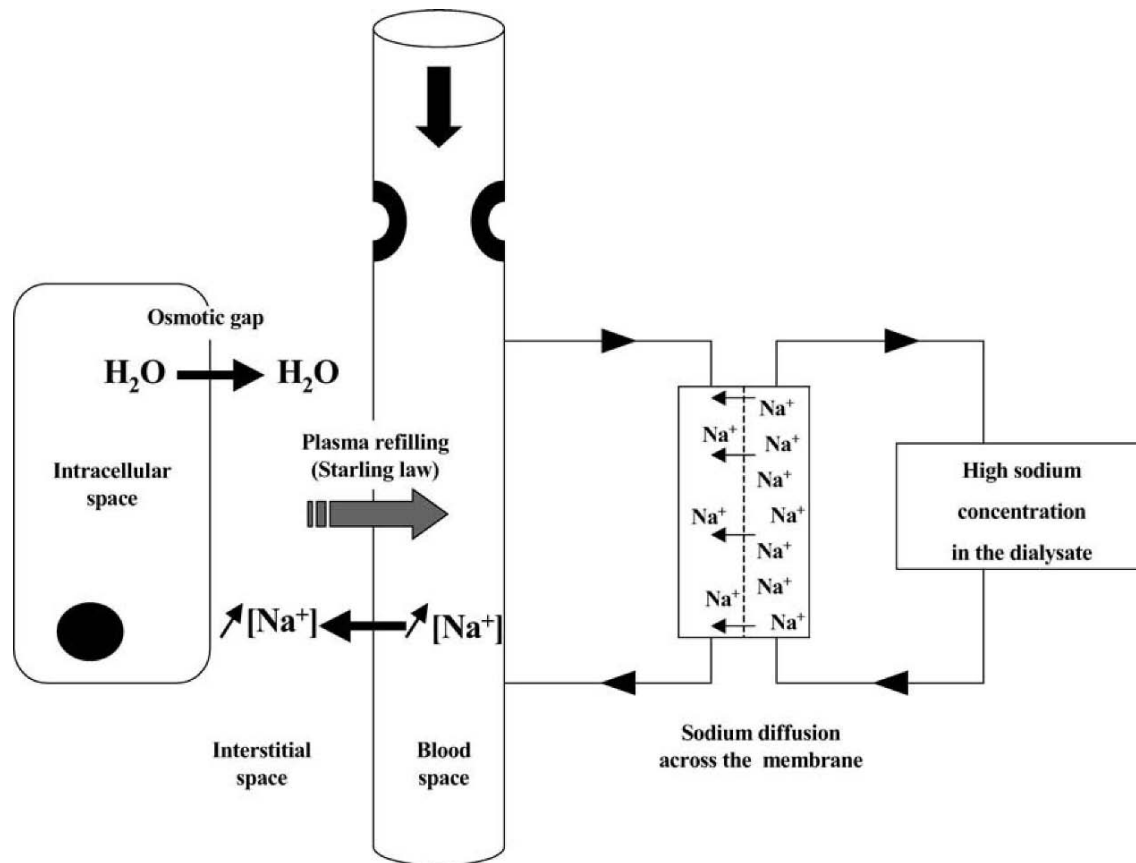 Osmotic gap
H₂O
H₂O
Intracellular
space
Plasma refilling
(Starling law)
[Na⁺]
[Na⁺]
Interstitial
space
Blood
space
Na⁺
Na⁺
Na⁺
Na⁺
Na⁺
Na⁺
Na⁺
Na⁺
Na⁺
Na⁺
Sodium diffusion
across the membrane
High sodium
concentration
in the dialysate